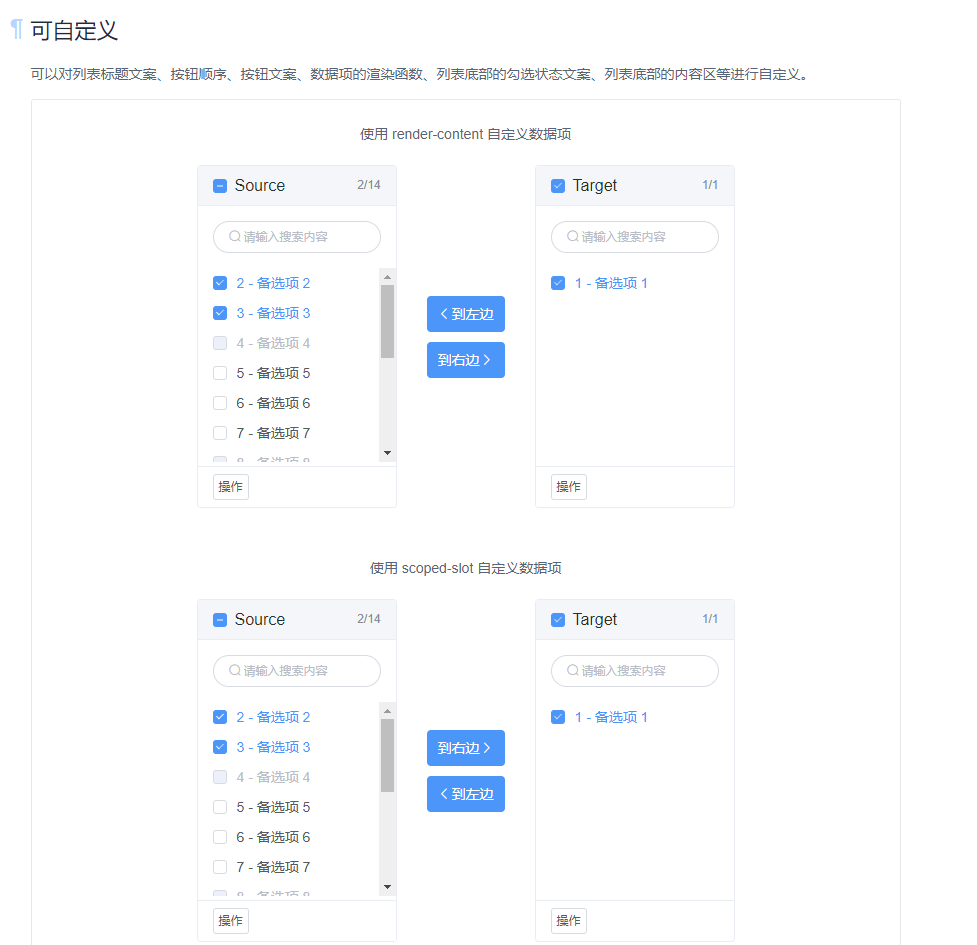 ¶ 可自定义
可以对列表标题文案、按钮顺序、按钮文案、数据项的渲染函数、列表底部的勾选状态文案、列表底部的内容区等进行自定义。
使用 render-content 自定义数据项
Source 2/14
请输入搜索内容
2 - 备选项 2
3 - 备选项 3
4 - 备选项 4
5 - 备选项 5
6 - 备选项 6
7 - 备选项 7
8 - 备选项 8
操作
到左边
到右边
Target 1/1
请输入搜索内容
1 - 备选项 1
操作
使用 scoped-slot 自定义数据项
Source 2/14
请输入搜索内容
2 - 备选项 2
3 - 备选项 3
4 - 备选项 4
5 - 备选项 5
6 - 备选项 6
7 - 备选项 7
8 - 备选项 8
操作
到右边
到左边
Target 1/1
请输入搜索内容
1 - 备选项 1
操作